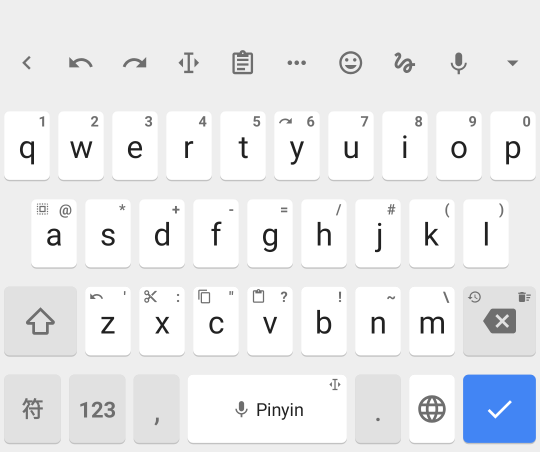 1 2 3 4 5 6 7 8 9 0
q w e r t y u i o p
@ * + - = / # ( )
a s d f g h j k l
' : " ? ! ~ \
z x c v b n m
符 123 , Pinyin .